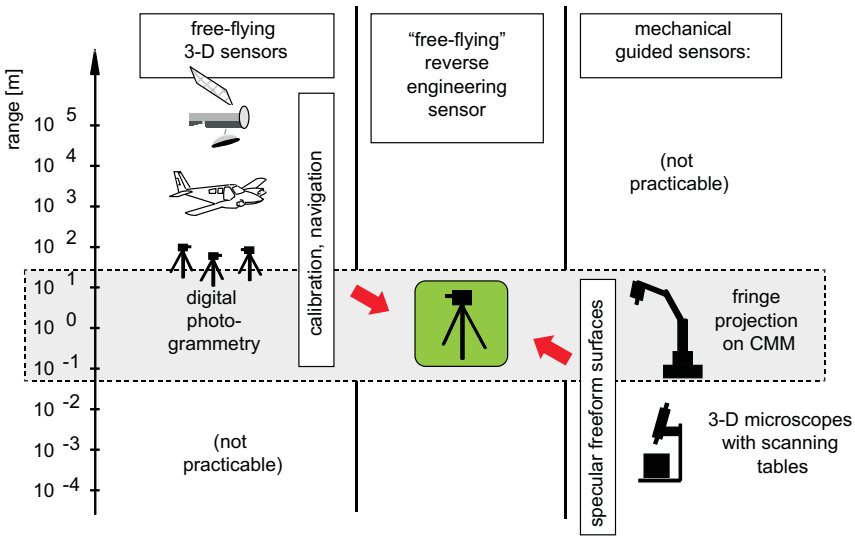 free-flying
3-D sensors
“free-flying”
reverse
engineering
sensor
mechanical
guided sensors:
range [m]
10 5
10 4
10 3
10 2
10 1
10 0
10 -1
10 -2
10 -3
10 -4
calibration, navigation
digital
photo-
grammetry
(not
practicable)
(not
practicable)
specular freeform surfaces
fringe
projection
on CMM
3-D microscopes
with scanning
tables